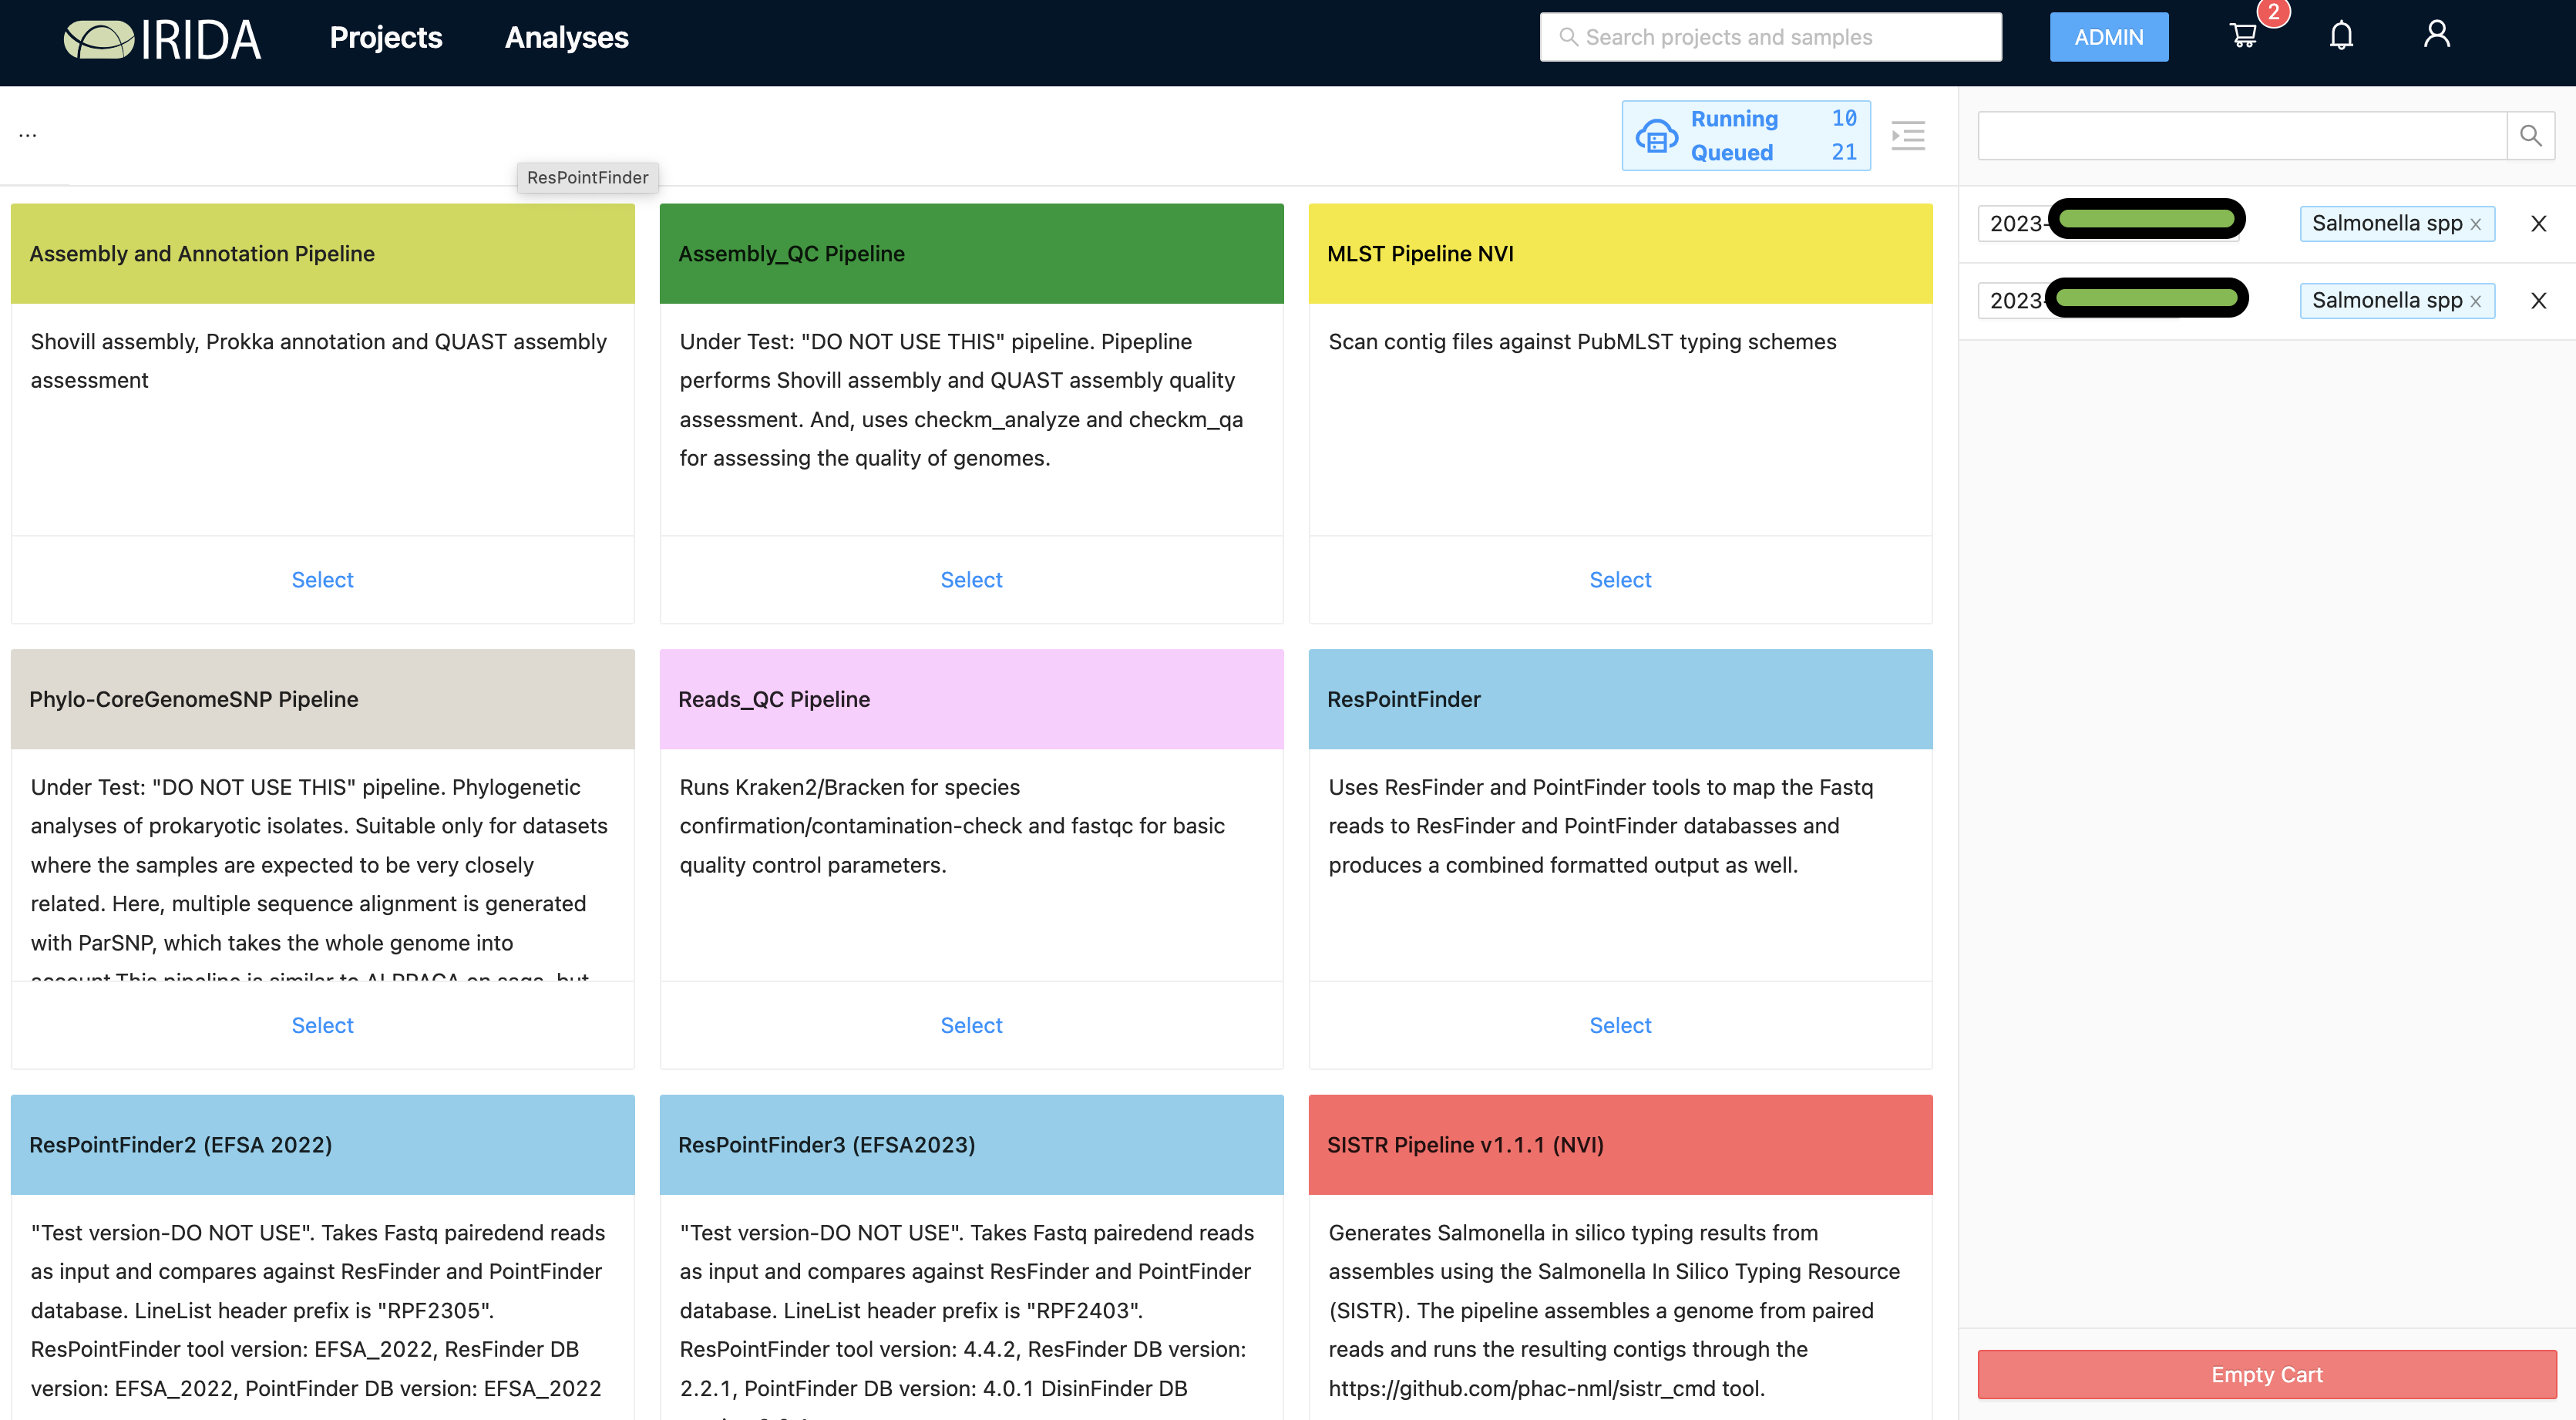 IRIDA
Projects
Analyses
Search projects and samples
ADMIN
2
...
Running 10
Queued 21
ResPointFinder
Assembly and Annotation Pipeline
Shovill assembly, Prokka annotation and QUAST assembly
assessment
Select
Assembly_QC Pipeline
Under Test: "DO NOT USE THIS" pipeline. Pipepline
performs Shovill assembly and QUAST assembly quality
assessment. And, uses checkm_analyze and checkm_qa
for assessing the quality of genomes.
Select
MLST Pipeline NVI
Scan contig files against PubMLST typing schemes
Select
Phylo-CoreGenomeSNP Pipeline
Under Test: "DO NOT USE THIS" pipeline. Phylogenetic
analyses of prokaryotic isolates. Suitable only for datasets
where the samples are expected to be very closely
related. Here, multiple sequence alignment is generated
with ParSNP, which takes the whole genome into
account.This pipeline is similar to ALPPACA on saga, but
Select
Reads_QC Pipeline
Runs Kraken2/Bracken for species
confirmation/contamination-check and fastqc for basic
quality control parameters.
Select
ResPointFinder
Uses ResFinder and PointFinder tools to map the Fastq
reads to ResFinder and PointFinder databasses and
produces a combined formatted output as well.
Select
ResPointFinder2 (EFSA 2022)
"Test version-DO NOT USE". Takes Fastq pairedend reads
as input and compares against ResFinder and PointFinder
database. LineList header prefix is "RPF2305".
ResPointFinder tool version: EFSA_2022, ResFinder DB
version: EFSA_2022, PointFinder DB version: EFSA_2022
ResPointFinder3 (EFSA2023)
"Test version-DO NOT USE". Takes Fastq pairedend reads
as input and compares against ResFinder and PointFinder
database. LineList header prefix is "RPF2403".
ResPointFinder tool version: 4.4.2, ResFinder DB version:
2.2.1, PointFinder DB version: 4.0.1 DisinFinder DB
SISTR Pipeline v1.1.1 (NVI)
Generates Salmonella in silico typing results from
assembles using the Salmonella In Silico Typing Resource
(SISTR). The pipeline assembles a genome from paired
reads and runs the resulting contigs through the
https://github.com/phac-nml/sistr_cmd tool.
2023-
Salmonella spp
2023-
Salmonella spp
Empty Cart